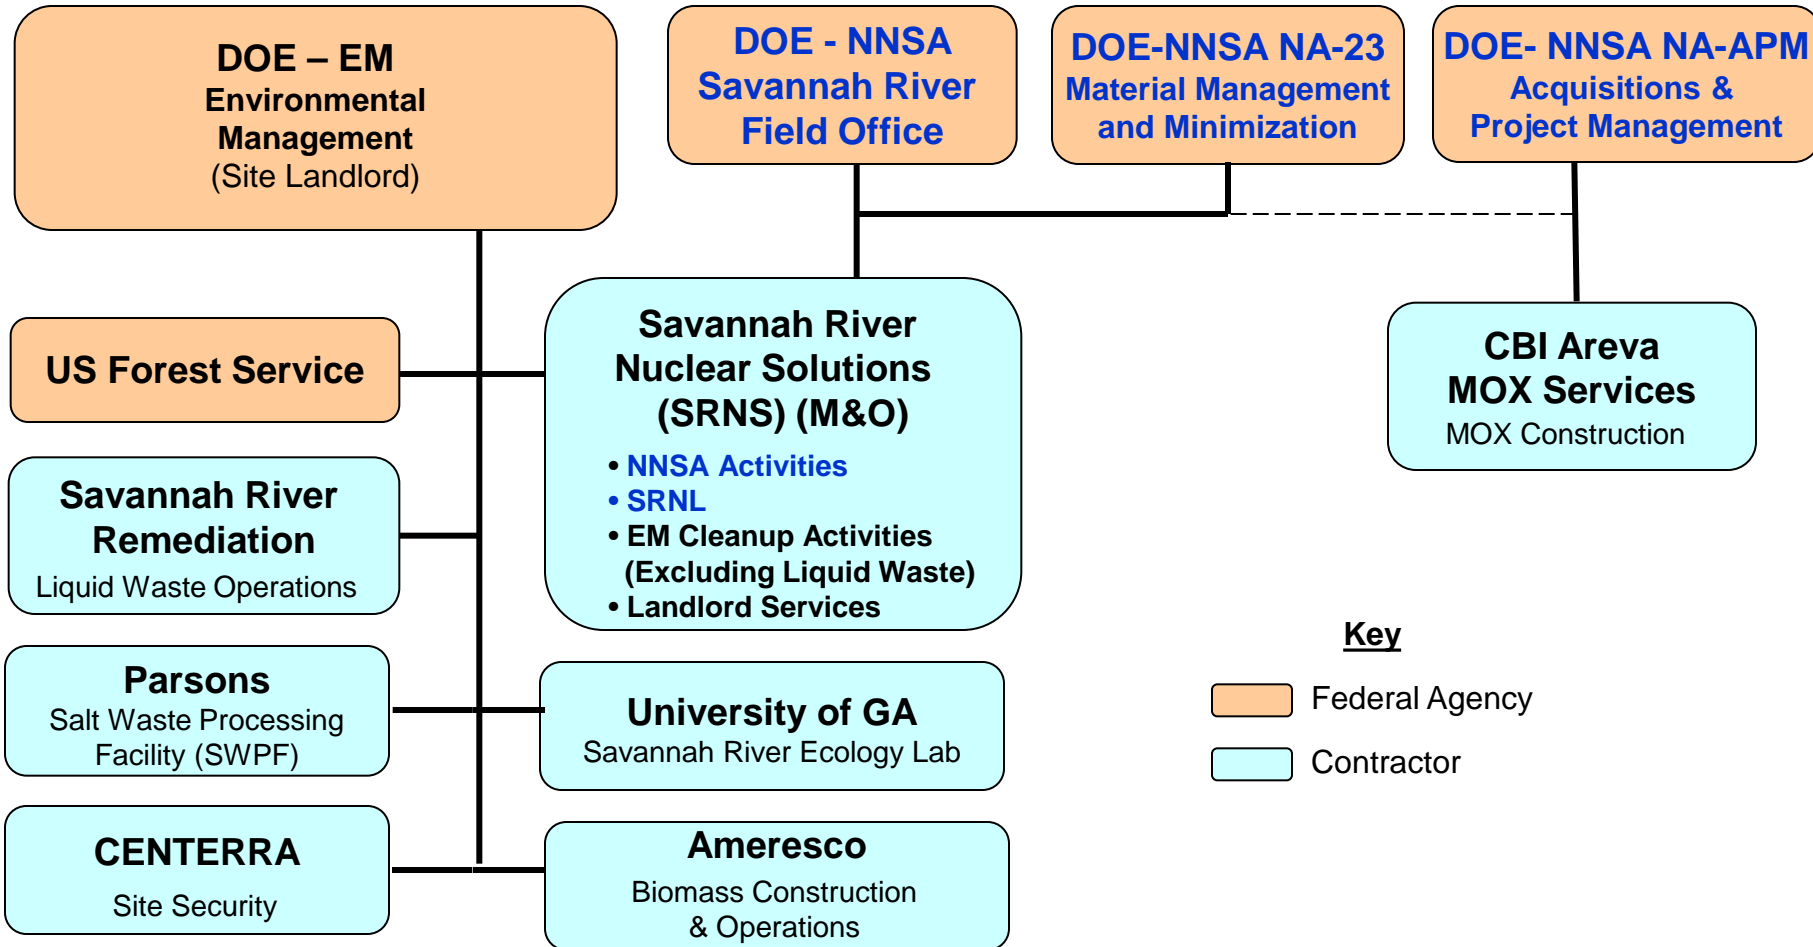 DOE – EM
Environmental
Management
(Site Landlord)
DOE - NNSA
Savannah River
Field Office
DOE-NNSA NA-23
Material Management
and Minimization
DOE- NNSA NA-APM
Acquisitions &
Project Management
US Forest Service
Savannah River
Nuclear Solutions
(SRNS) (M&O)
• NNSA Activities
• SRNL
• EM Cleanup Activities
(Excluding Liquid Waste)
• Landlord Services
CBI Areva
MOX Services
MOX Construction
Savannah River
Remediation
Liquid Waste Operations
Parsons
Salt Waste Processing
Facility (SWPF)
University of GA
Savannah River Ecology Lab
CENTERRA
Site Security
Ameresco
Biomass Construction
& Operations
Key
Federal Agency
Contractor